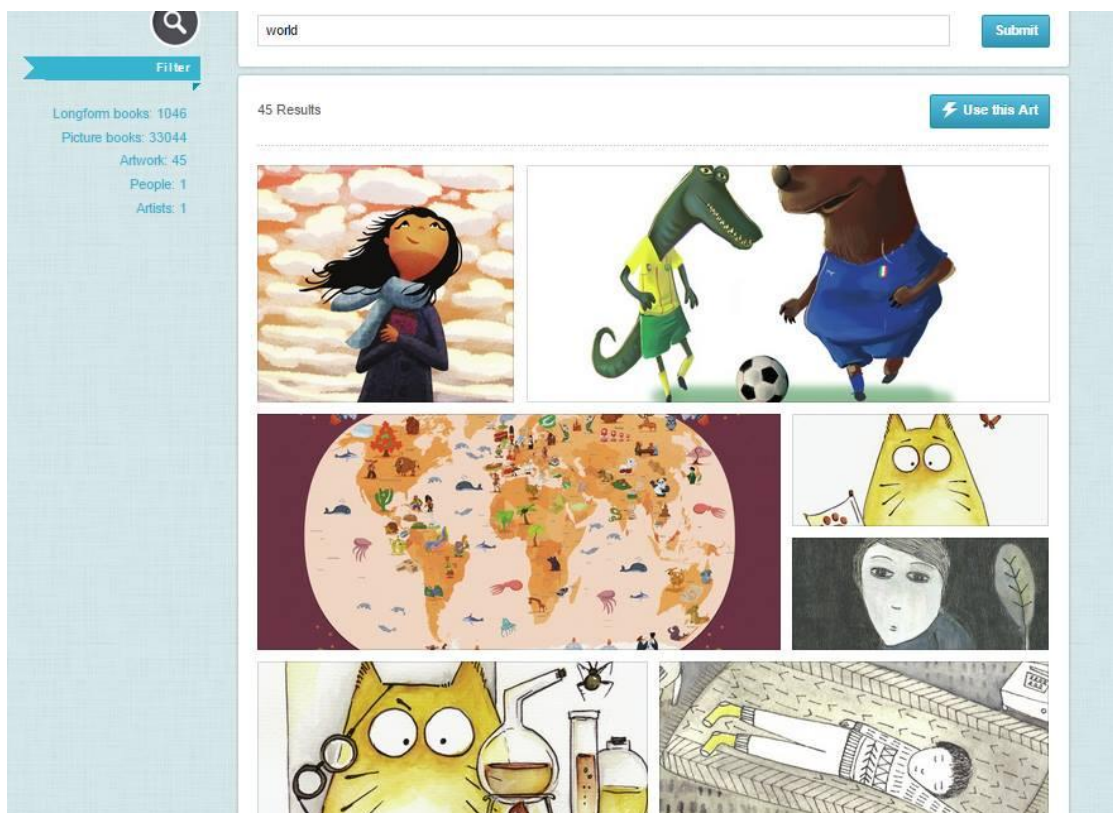 world
Submit
Filter
Longform books: 1046
Picture books: 33044
Artwork: 45
People: 1
Artists: 1
45 Results
Use this Art